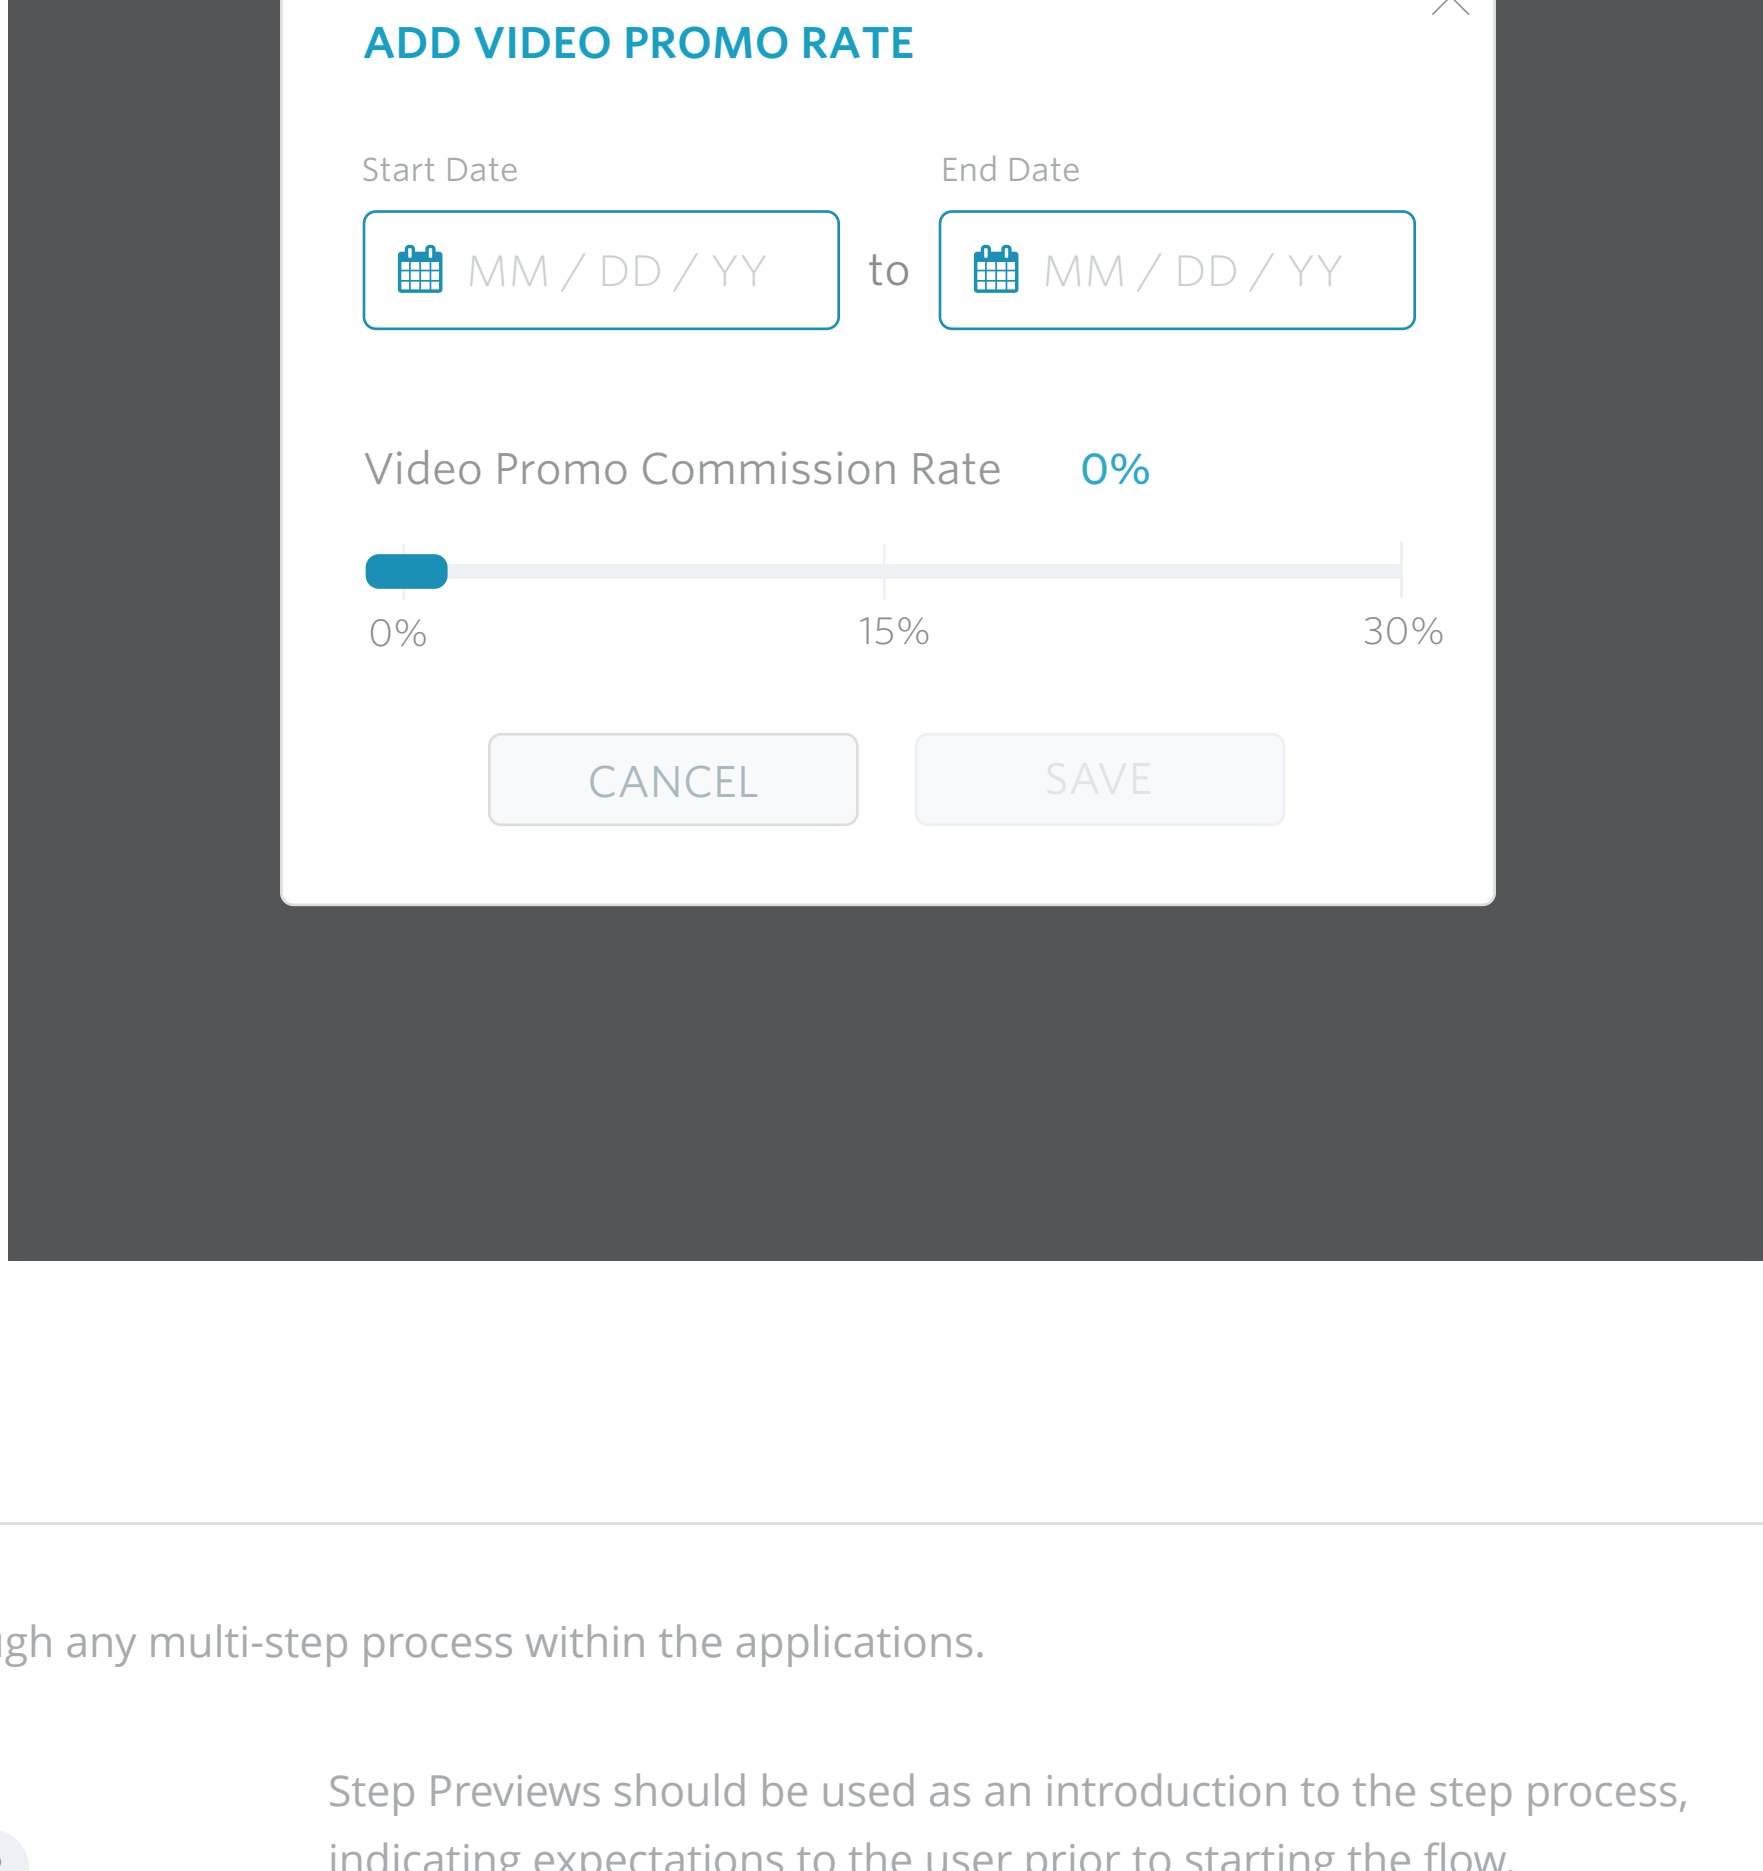 ADD VIDEO PROMO RATE
Start Date End Date
MM / DD / YY to MM / DD / YY
Video Promo Commission Rate 0%
0% 15% 30%
CANCEL SAVE
any multi-step process within the applications.
Step Previews should be used as an introduction to the step process,
indicating expectations to the user prior to starting the flow.